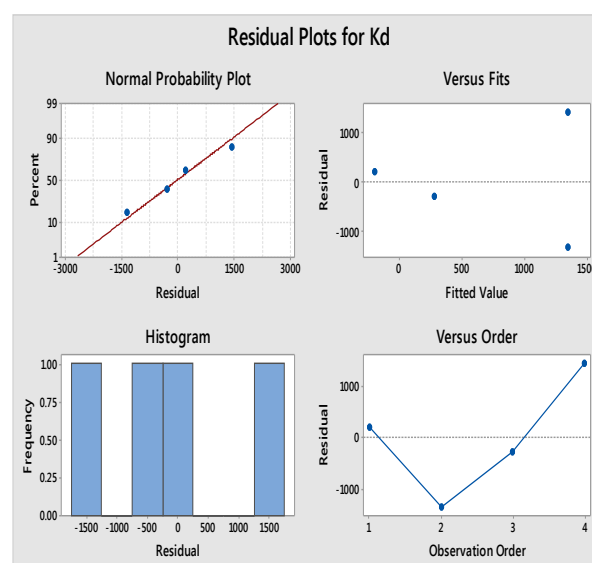 Residual Plots for Kd
Normal Probability Plot
99
90
50
10
1
Percent
-3000 -1500 0 1500 3000
Residual
Versus Fits
1000
0
-1000
Residual
0 500 1000 1500
Fitted Value
Histogram
1.00
0.75
0.50
0.25
0.00
Frequency
-1500 -1000 -500 0 500 1000 1500
Residual
Versus Order
1000
0
-1000
Residual
1 2 3 4
Observation Order